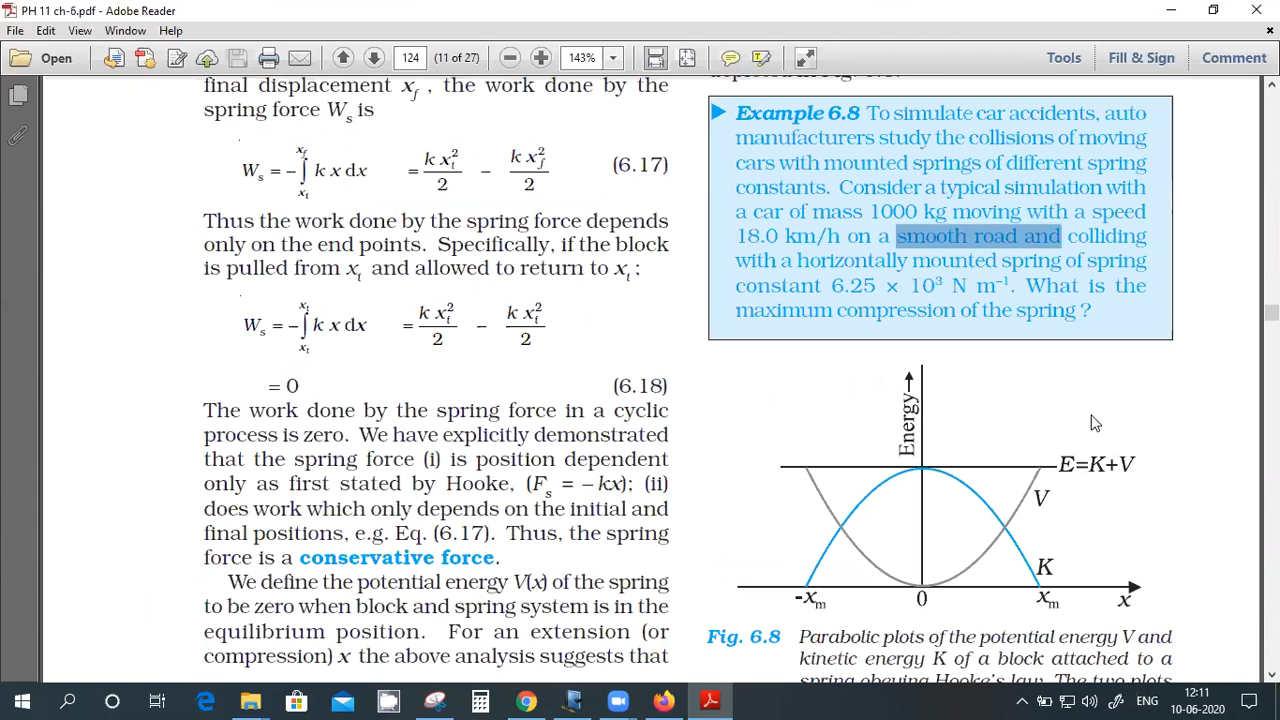 PH 11 ch-6.pdf - Adobe Reader
File Edit View Window Help
Open 124 (11 of 27) 143% Tools Fill & Sign Comment
final displacement x_f , the work done by the
spring force W_s is
W_s = − ∫ k x dx = k x_i²/2 − k x_f²/2 (6.17)
Thus the work done by the spring force depends
only on the end points. Specifically, if the block
is pulled from x_i and allowed to return to x_i ;
W_s = − ∫ k x dx = k x_i²/2 − k x_i²/2
= 0 (6.18)
The work done by the spring force in a cyclic
process is zero. We have explicitly demonstrated
that the spring force (i) is position dependent
only as first stated by Hooke, (F_s = − kx); (ii)
does work which only depends on the initial and
final positions, e.g. Eq. (6.17). Thus, the spring
force is a conservative force.
We define the potential energy V(x) of the spring
to be zero when block and spring system is in the
equilibrium position. For an extension (or
compression) x the above analysis suggests that
Example 6.8 To simulate car accidents, auto
manufacturers study the collisions of moving
cars with mounted springs of different spring
constants. Consider a typical simulation with
a car of mass 1000 kg moving with a speed
18.0 km/h on a smooth road and colliding
with a horizontally mounted spring of spring
constant 6.25 × 10³ N m⁻¹. What is the
maximum compression of the spring ?
Energy
E=K+V
V
K
-x_m 0 x_m x
Fig. 6.8 Parabolic plots of the potential energy V and
kinetic energy K of a block attached to a
spring obeying Hooke's law. The two plots
ENG 12:11
10-06-2020